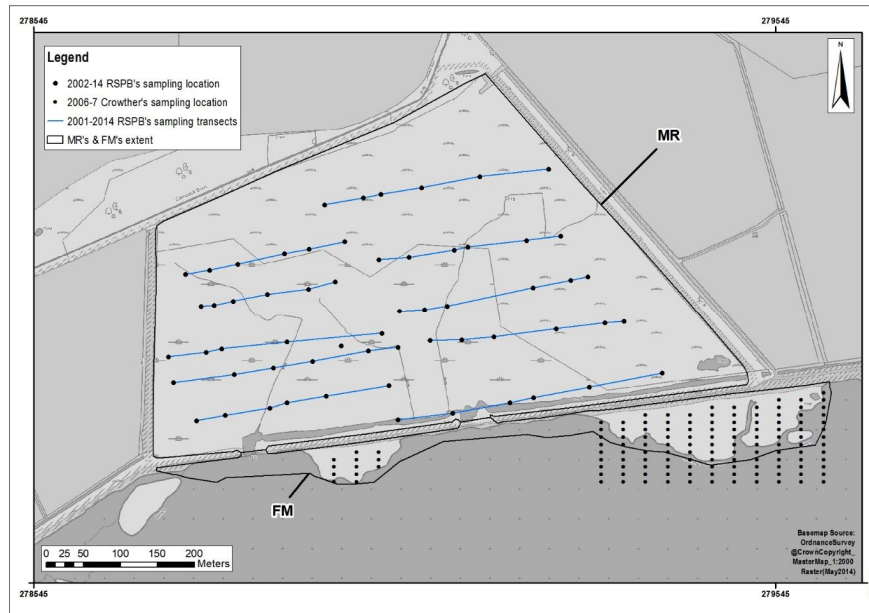 278545
279545
Legend
2002-14 RSPB's sampling location
2006-7 Crowther's sampling location
2001-2014 RSPB's sampling transects
MR's & FM's extent
N
MR
FM
0 25 50 100 150 200
Meters
Basemap Source:
OrdnanceSurvey
@CrownCopyright_
MasterMap_1:2000
Raster(May2014)
278545
279545